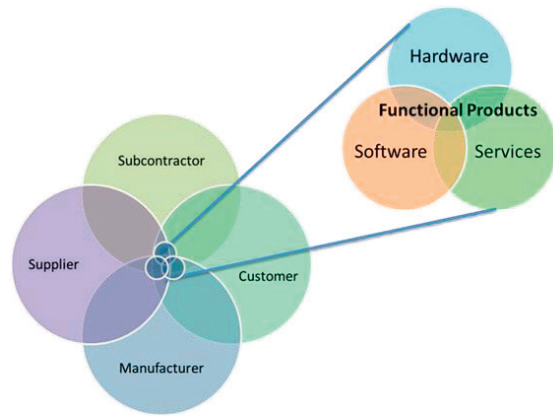 Hardware
Functional Products
Software
Services
Subcontractor
Supplier
Customer
Manufacturer